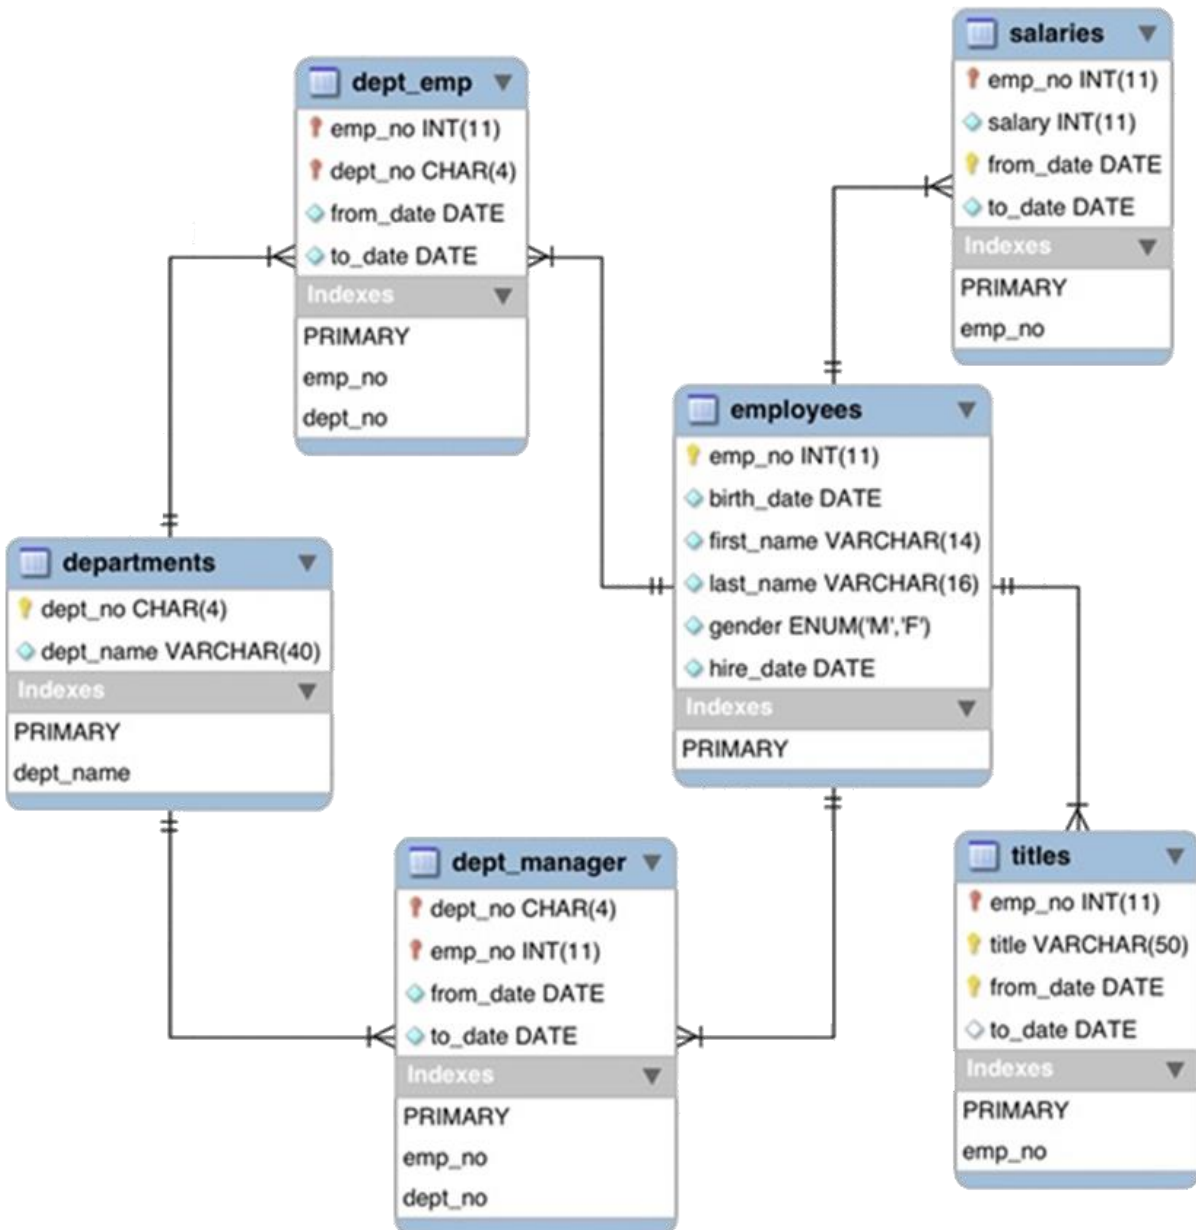 dept_emp
emp_no INT(11)
dept_no CHAR(4)
from_date DATE
to_date DATE
Indexes
PRIMARY
emp_no
dept_no
salaries
emp_no INT(11)
salary INT(11)
from_date DATE
to_date DATE
Indexes
PRIMARY
emp_no
employees
emp_no INT(11)
birth_date DATE
first_name VARCHAR(14)
last_name VARCHAR(16)
gender ENUM('M','F')
hire_date DATE
Indexes
PRIMARY
departments
dept_no CHAR(4)
dept_name VARCHAR(40)
Indexes
PRIMARY
dept_name
dept_manager
dept_no CHAR(4)
emp_no INT(11)
from_date DATE
to_date DATE
Indexes
PRIMARY
emp_no
dept_no
titles
emp_no INT(11)
title VARCHAR(50)
from_date DATE
to_date DATE
Indexes
PRIMARY
emp_no